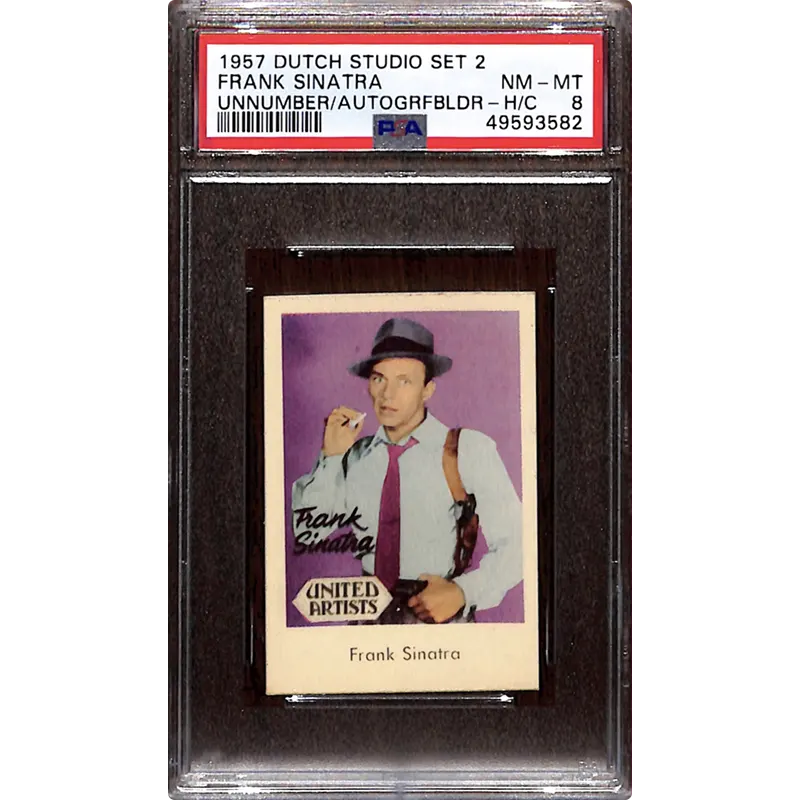 1957 DUTCH STUDIO SET 2
FRANK SINATRA NM - MT
UNNUMBER/AUTOGRFBLDR - H/C 8
PSA 49593582
Frank
Sinatra
UNITED
ARTISTS
Frank Sinatra